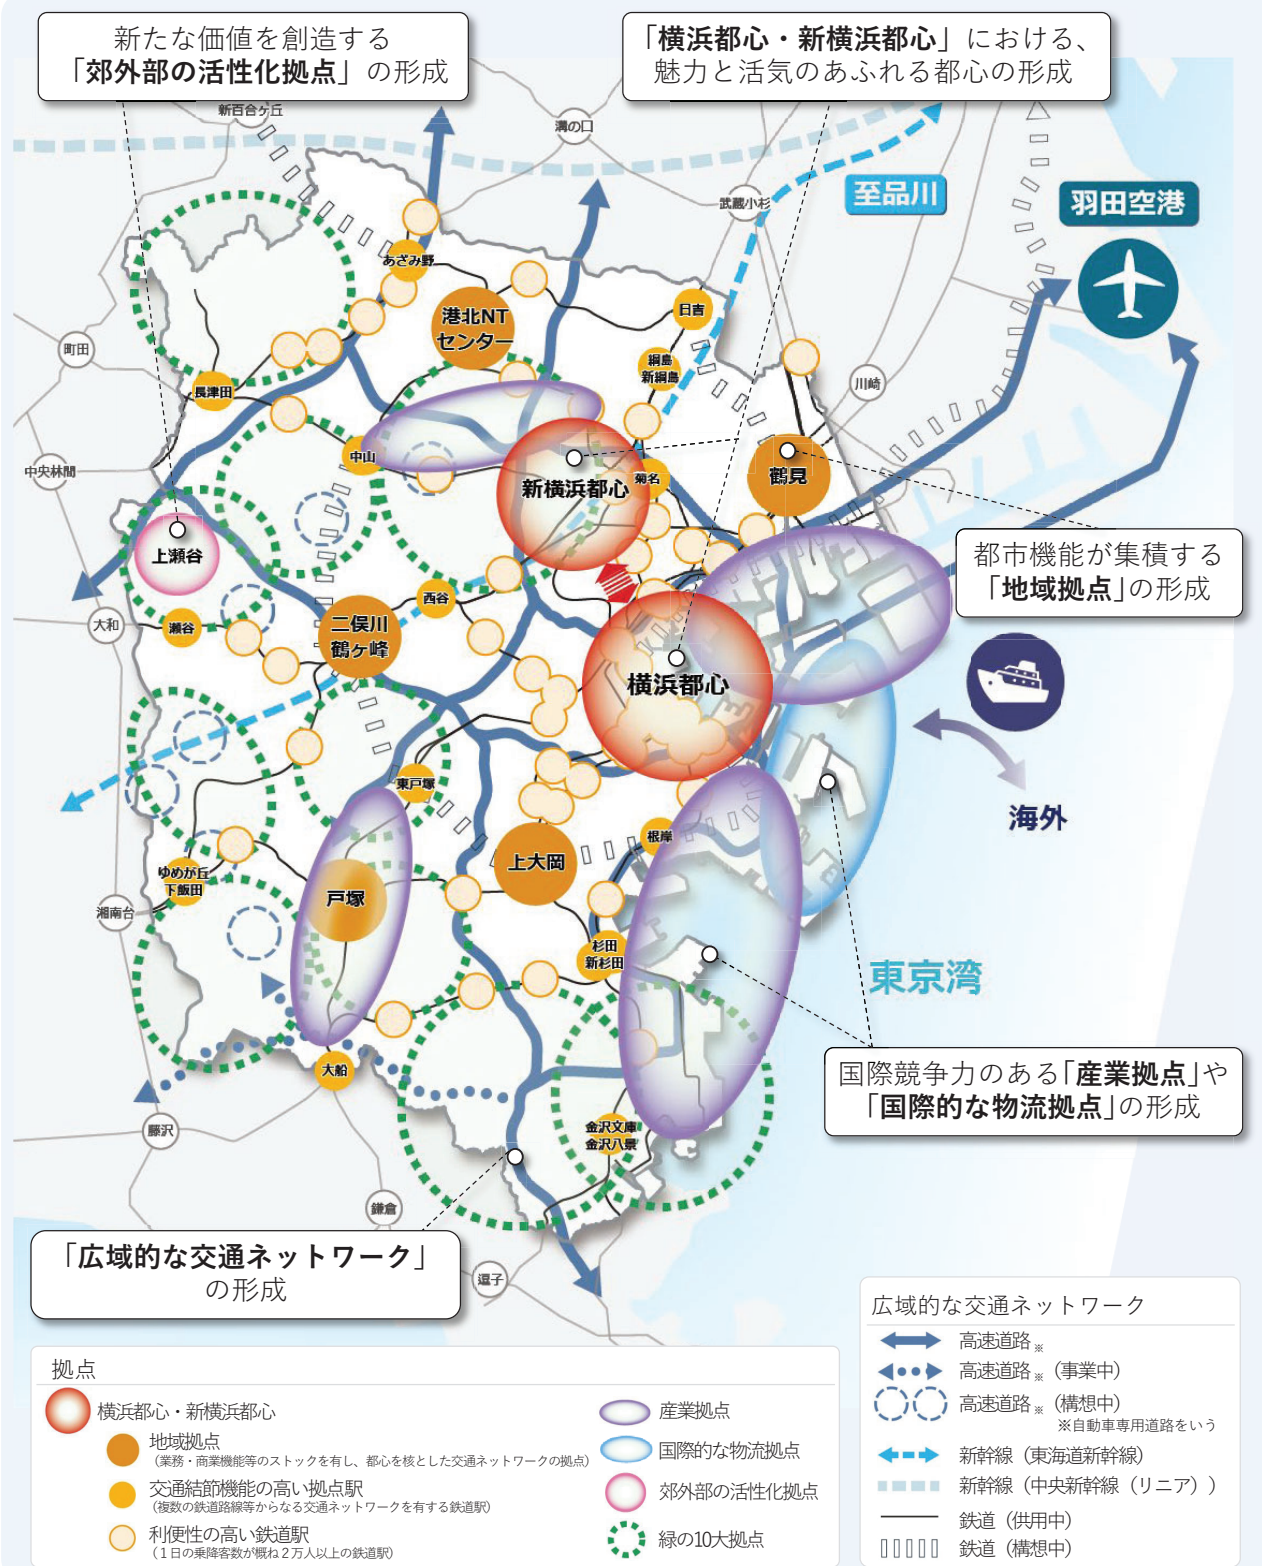 新たな価値を創造する
「郊外部の活性化拠点」の形成
「横浜都心・新横浜都心」における、
魅力と活気のあふれる都心の形成
新百合ヶ丘
溝の口
武蔵小杉
至品川
羽田空港
あざみ野
港北NT
センター
日吉
綱島
新綱島
町田
川崎
長津田
中央林間
中山
新横浜都心
菊名
鶴見
都市機能が集積する
「地域拠点」の形成
上瀬谷
西谷
大和
瀬谷
二俣川
鶴ヶ峰
横浜都心
海外
東戸塚
根岸
上大岡
ゆめが丘
下飯田
戸塚
湘南台
杉田
新杉田
東京湾
大船
国際競争力のある「産業拠点」や
「国際的な物流拠点」の形成
藤沢
金沢文庫
金沢八景
鎌倉
「広域的な交通ネットワーク」
の形成
逗子
拠点
横浜都心・新横浜都心
地域拠点
(業務・商業機能等のストックを有し、都心を核とした交通ネットワークの拠点)
交通結節機能の高い拠点駅
(複数の鉄道路線等からなる交通ネットワークを有する鉄道駅)
利便性の高い鉄道駅
(1日の乗降客数が概ね2万人以上の鉄道駅)
産業拠点
国際的な物流拠点
郊外部の活性化拠点
緑の10大拠点
広域的な交通ネットワーク
高速道路※
高速道路※(事業中)
高速道路※(構想中)
※自動車専用道路をいう
新幹線(東海道新幹線)
新幹線(中央新幹線(リニア))
鉄道(供用中)
鉄道(構想中)